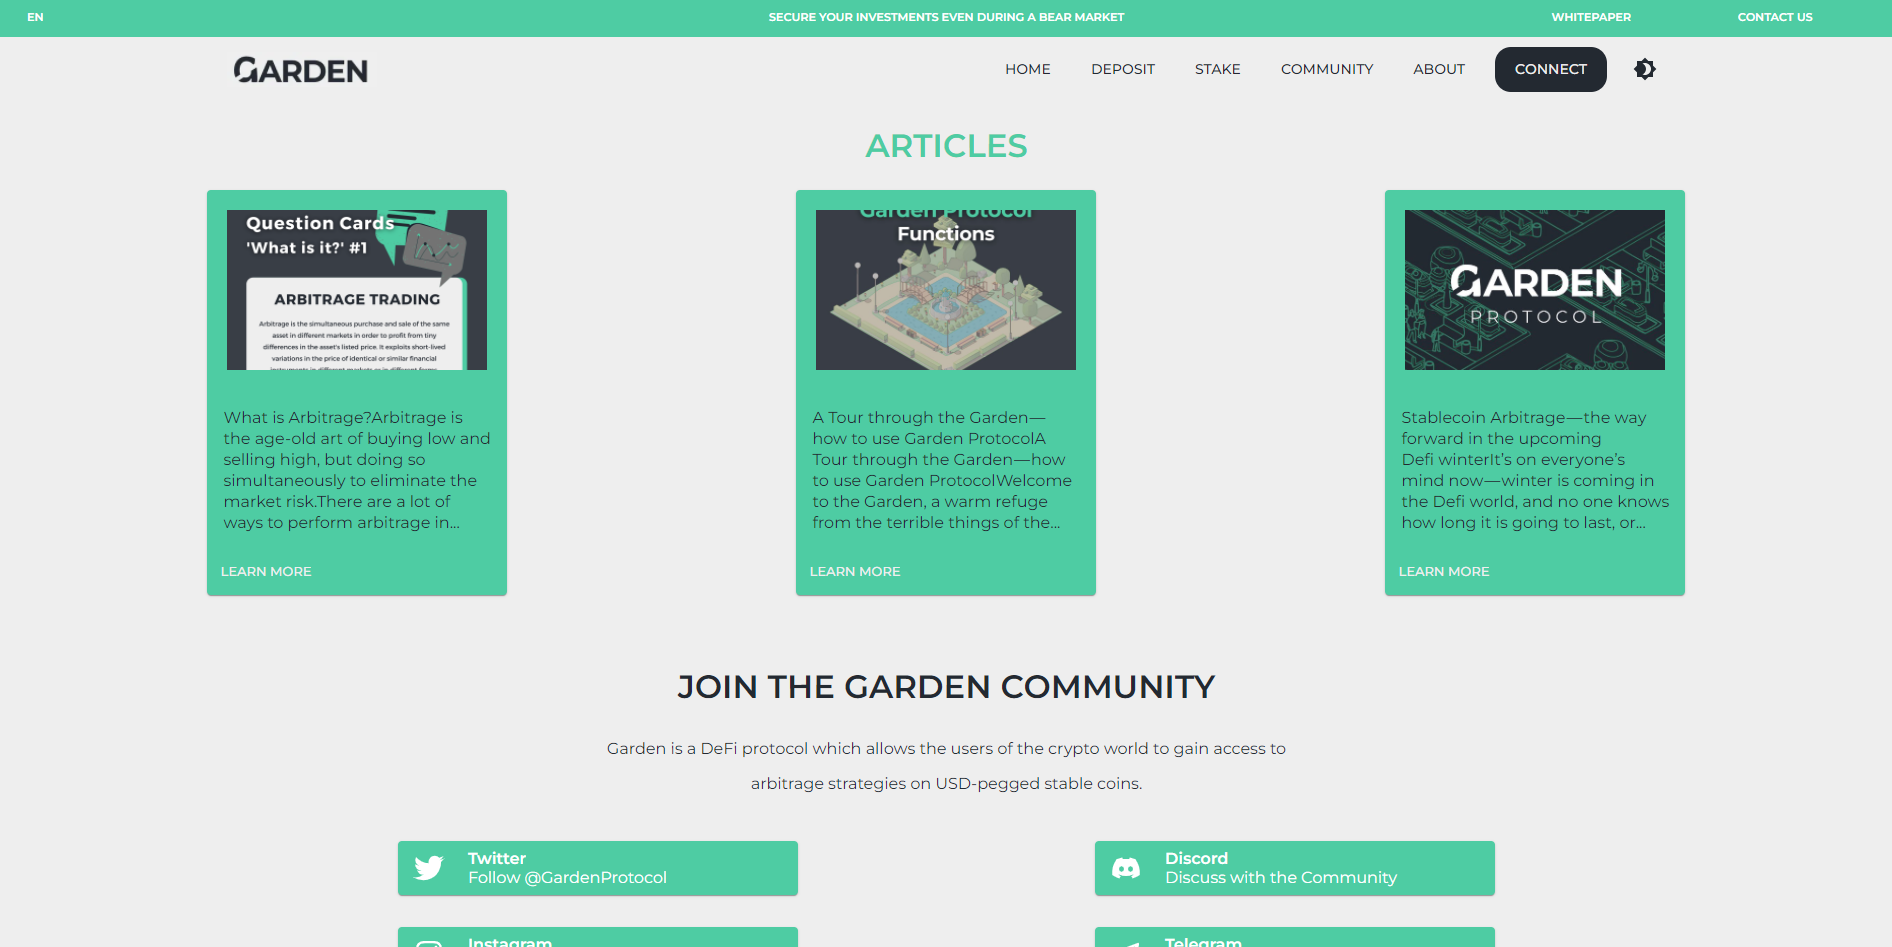 EN
SECURE YOUR INVESTMENTS EVEN DURING A BEAR MARKET
WHITEPAPER
CONTACT US
GARDEN
HOME
DEPOSIT
STAKE
COMMUNITY
ABOUT
CONNECT
ARTICLES
Question Cards
'What is it?' #1
ARBITRAGE TRADING
Arbitrage is the simultaneous purchase and sale of the same
asset in different markets in order to profit from tiny
differences in the asset's listed price. It exploits short-lived
variations in the price of identical or similar financial
instruments in different markets or in different forms.
What is Arbitrage?Arbitrage is
the age-old art of buying low and
selling high, but doing so
simultaneously to eliminate the
market risk.There are a lot of
ways to perform arbitrage in...
LEARN MORE
Garden Protocol
Functions
A Tour through the Garden — 
how to use Garden ProtocolA
Tour through the Garden — how
to use Garden ProtocolWelcome
to the Garden, a warm refuge
from the terrible things of the...
LEARN MORE
GARDEN
PROTOCOL
Stablecoin Arbitrage — the way
forward in the upcoming
Defi winterIt’s on everyone’s
mind now — winter is coming in
the Defi world, and no one knows
how long it is going to last, or...
LEARN MORE
JOIN THE GARDEN COMMUNITY
Garden is a DeFi protocol which allows the users of the crypto world to gain access to
arbitrage strategies on USD-pegged stable coins.
Twitter
Follow @GardenProtocol
Discord
Discuss with the Community
Instagram
Telegram